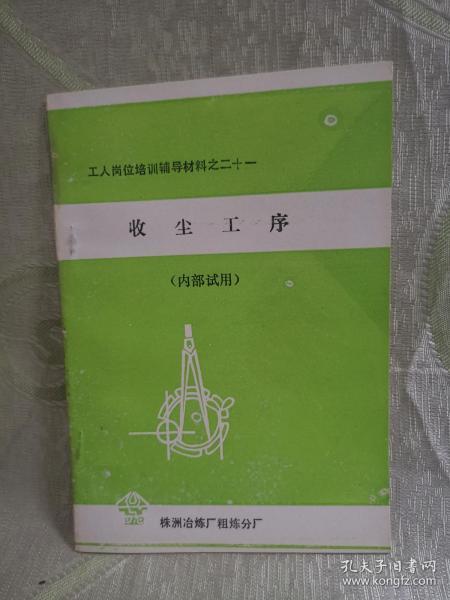 工人岗位培训辅导材料之二十一
收尘工序
（内部试用）
株洲冶炼厂粗炼分厂
孔夫子旧书网
www.kongfz.com